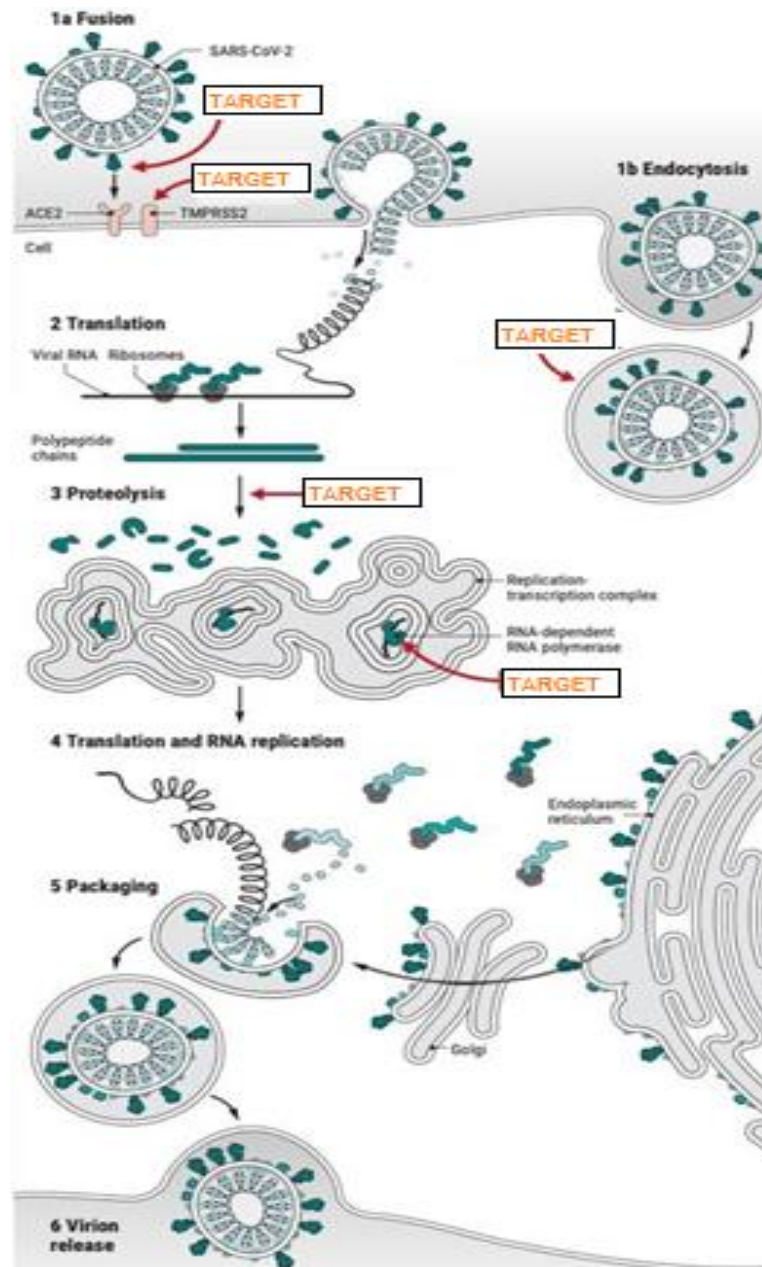 1a Fusion
SARS-CoV-2
TARGET
TARGET
1b Endocytosis
ACE2
TMPRSS2
Cell
2 Translation
TARGET
Viral RNA
Ribosomes
Polypeptide
chains
3 Proteolysis
TARGET
Replication-
transcription complex
RNA-dependent
RNA polymerase
TARGET
4 Translation and RNA replication
Endoplasmic
reticulum
5 Packaging
Golgi
6 Virion
release